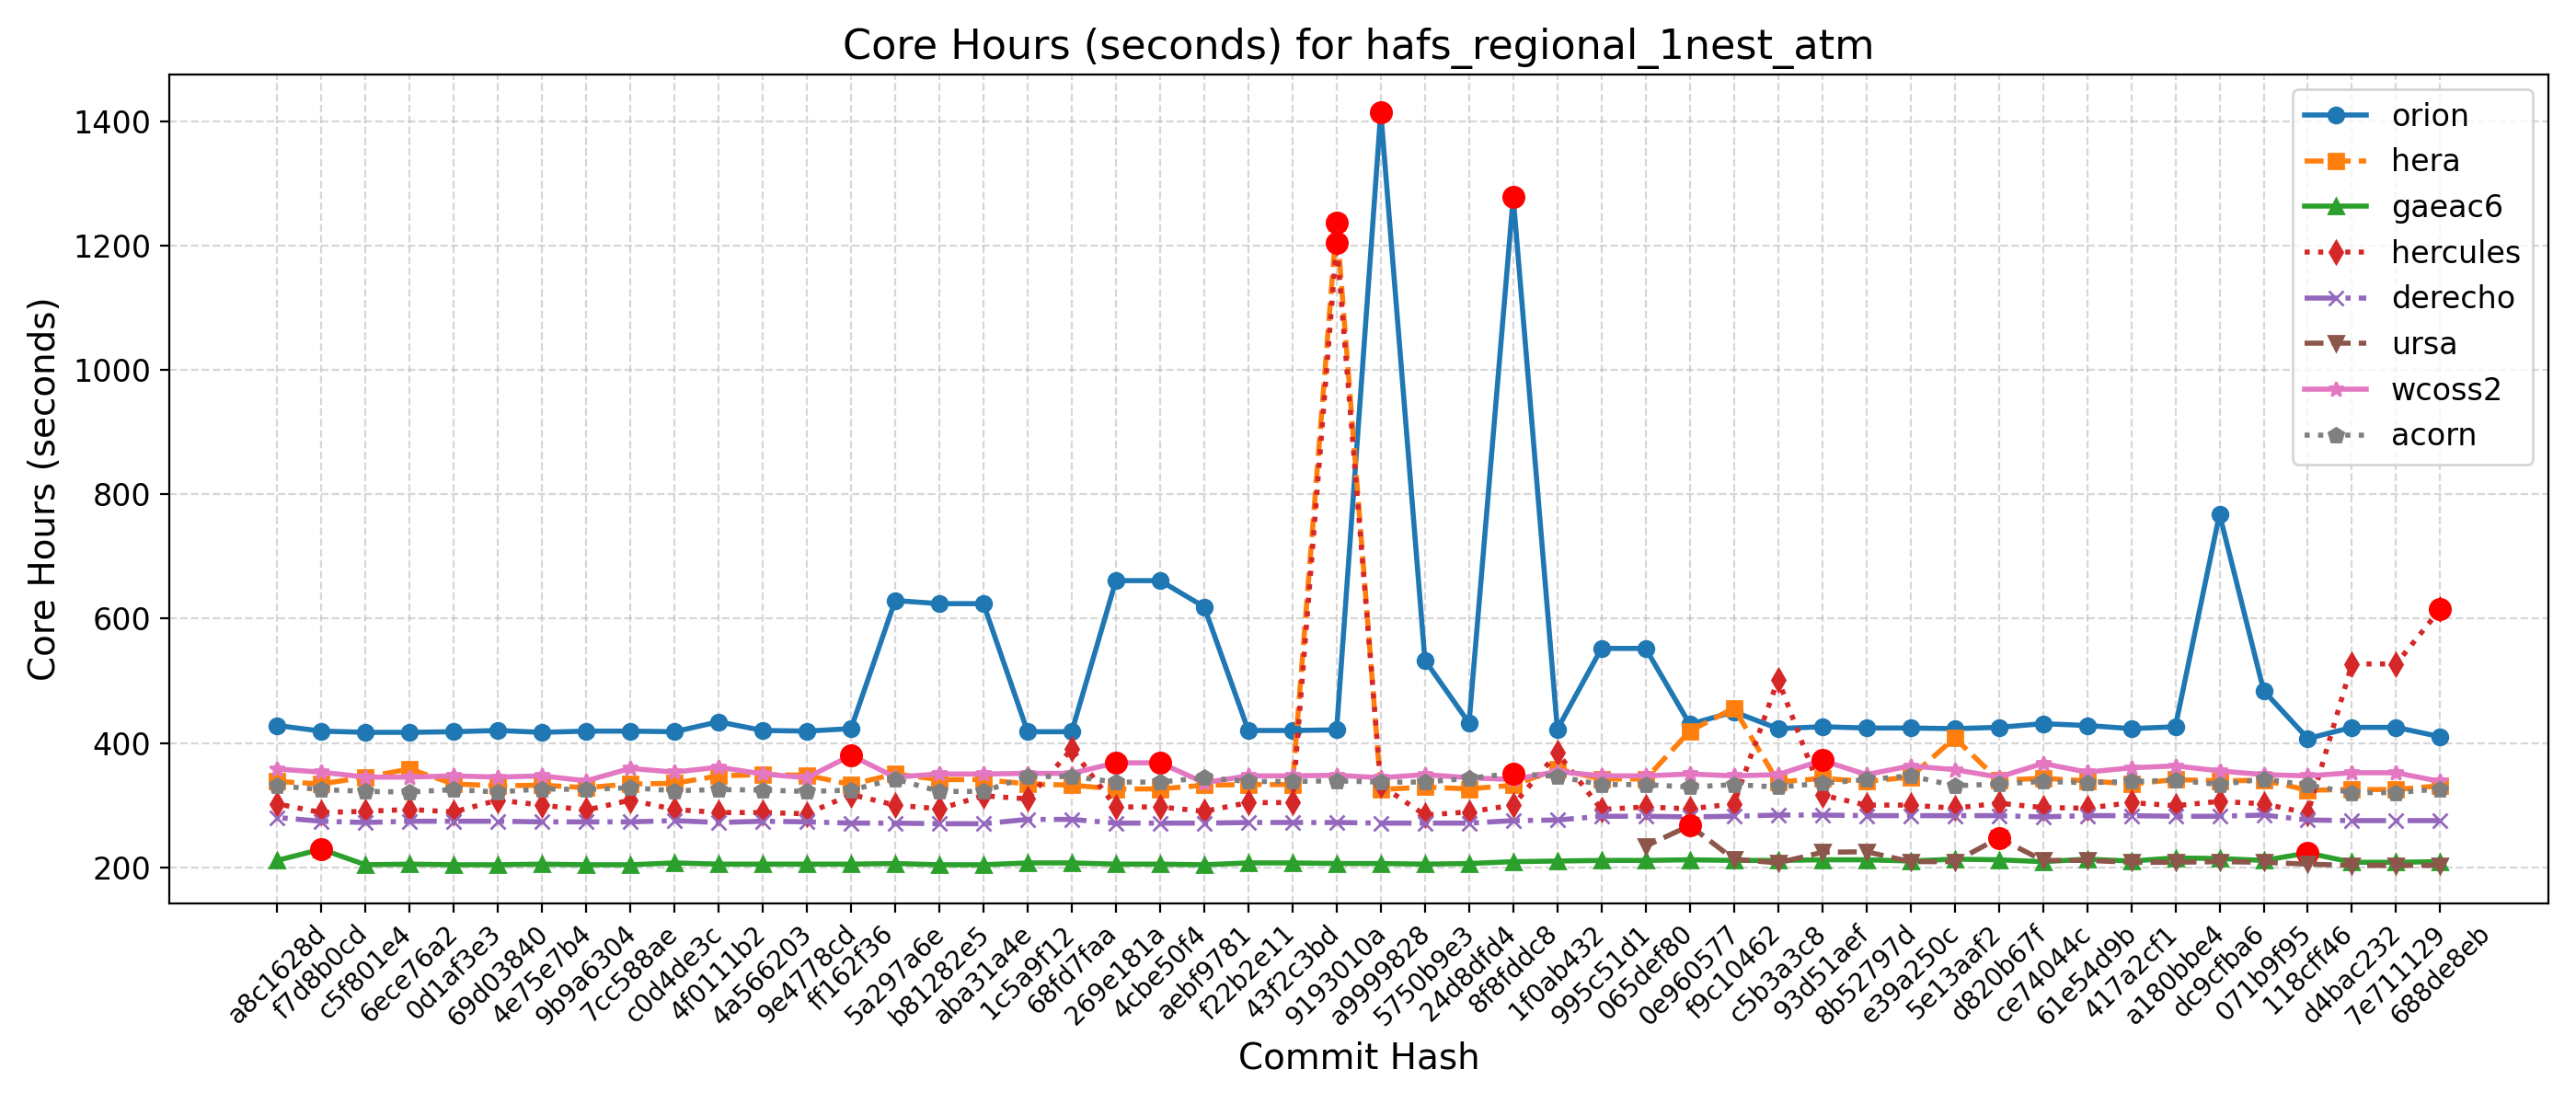 Core Hours (seconds) for hafs_regional_1nest_atm
Core Hours (seconds)
1400
1200
1000
800
600
400
200
orion
hera
gaeac6
hercules
derecho
ursa
wcoss2
acorn
a8c1628d
f7d8b0cd
c5f801e4
6ece76a2
0d1af3e3
69d03840
4e75e7b4
9b9a6304
7cc588ae
c0d4de3c
4f0111b2
4a566203
9e4778cd
ff162f36
5a297a6e
b81282e5
aba31a4e
1c5a9f12
68fd7faa
269e181a
4cbe50f4
aebf9781
f22b2e11
43f2c3bd
9193010a
a9999828
5750b9e3
24d8dfd4
8f8fddc8
1f0ab432
995c51d1
065def80
0e960577
f9c10462
c5b3a3c8
93d51aef
8b52797d
e39a250c
5e13aaf2
d820b67f
ce74044c
61e54d9b
417a2cf1
a180bbe4
dc9cfba6
071b9f95
118cff46
d4bac232
7e711129
688de8eb
Commit Hash